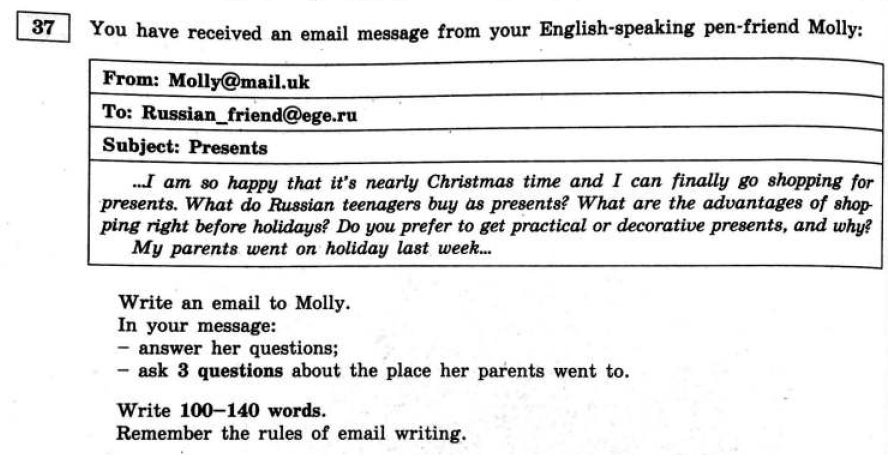 37 You have received an email message from your English-speaking pen-friend Molly:
From: Molly@mail.uk
To: Russian_friend@ege.ru
Subject: Presents
...I am so happy that it's nearly Christmas time and I can finally go shopping for
presents. What do Russian teenagers buy as presents? What are the advantages of shop-
ping right before holidays? Do you prefer to get practical or decorative presents, and why?
My parents went on holiday last week...
Write an email to Molly.
In your message:
– answer her questions;
– ask 3 questions about the place her parents went to.
Write 100–140 words.
Remember the rules of email writing.